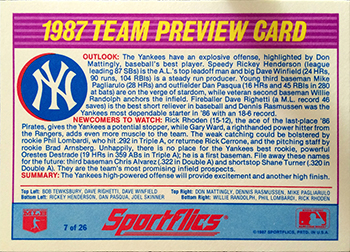 1987 TEAM PREVIEW CARD
OUTLOOK: The Yankees have an explosive offense, highlighted by Don
Mattingly, baseball's best player. Speedy Rickey Henderson (league
leading 87 SBs) is the A.L.'s top leadoff man and big Dave Winfield (24 HRs,
90 runs, 104 RBIs) is a steady run producer. Young third baseman Mike
Pagliarulo (28 HRs) and outfielder Dan Pasqua (16 HRs and 45 RBIs in 280
at bats) are on the verge of stardom, while veteran second baseman Willie
Randolph anchors the infield. Fireballer Dave Righetti (a M.L. record 46
saves) is the best short reliever in baseball and Dennis Rasmussen was the
Yankees most dependable starter in '86 with an 18-6 record.
NEWCOMERS TO WATCH: Rick Rhoden (15-12), the ace of the last-place '86
Pirates, gives the Yankees a potential stopper, while Gary Ward, a righthanded power hitter from
the Rangers, adds even more muscle to the team. The weak catching could be bolstered by
rookie Phil Lombardi, who hit .292 in Triple A, or returnee Rick Cerrone, and the pitching staff by
rookie Brad Arnsberg. Unhappily, there is no place for the Yankees best rookie, powerful
Orestes Destrade (19 HRs in 359 ABs in Triple A); he is a first baseman. File away these names
for the future: third baseman Chris Alvarez (.322 in Double A) and shortstop Shane Turner (.320 in
Double A). They are the team's most promising infield prospects.
SUMMARY: The Yankees high-powered offense will provide excitement and another high finish.
Top Left: BOB TEWKSBURY, DAVE RIGHETTI, DAVE WINFIELD
Bottom Left: RICKEY HENDERSON, DAN PASQUA, JOEL SKINNER
Top Right: DON MATTINGLY, DENNIS RASMUSSEN, MIKE PAGLIARULO
Bottom Right: WILLIE RANDOLPH, PHIL LOMBARDI, RICK RHODEN
7 of 26
Sportflics
©1987 SPORTFLICS, PTD. IN U.S.A.